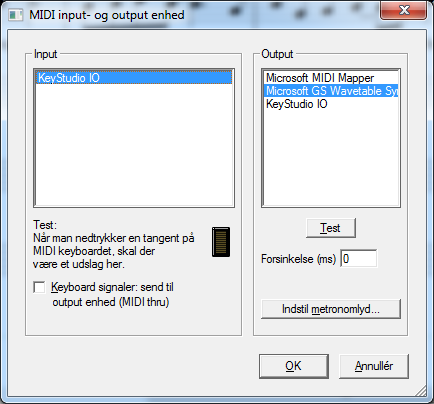 MIDI input- og output enhed
Input
KeyStudio IO
Test:
Når man nedtrykker en tangent på
MIDI keyboardet, skal der
være et udslag her.
Keyboard signaler: send til
output enhed (MIDI thru)
Output
Microsoft MIDI Mapper
Microsoft GS Wavetable Syn
KeyStudio IO
Test
Forsinkelse (ms) 0
Indstil metronomlyd...
OK
Annullér